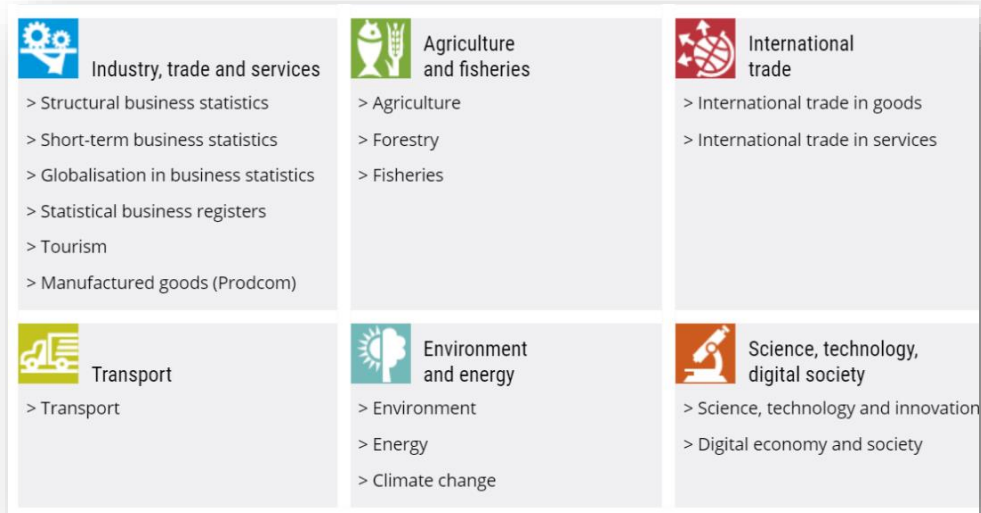 Industry, trade and services
> Structural business statistics
> Short-term business statistics
> Globalisation in business statistics
> Statistical business registers
> Tourism
> Manufactured goods (Prodcom)
Agriculture
and fisheries
> Agriculture
> Forestry
> Fisheries
International
trade
> International trade in goods
> International trade in services
Transport
> Transport
Environment
and energy
> Environment
> Energy
> Climate change
Science, technology,
digital society
> Science, technology and innovation
> Digital economy and society